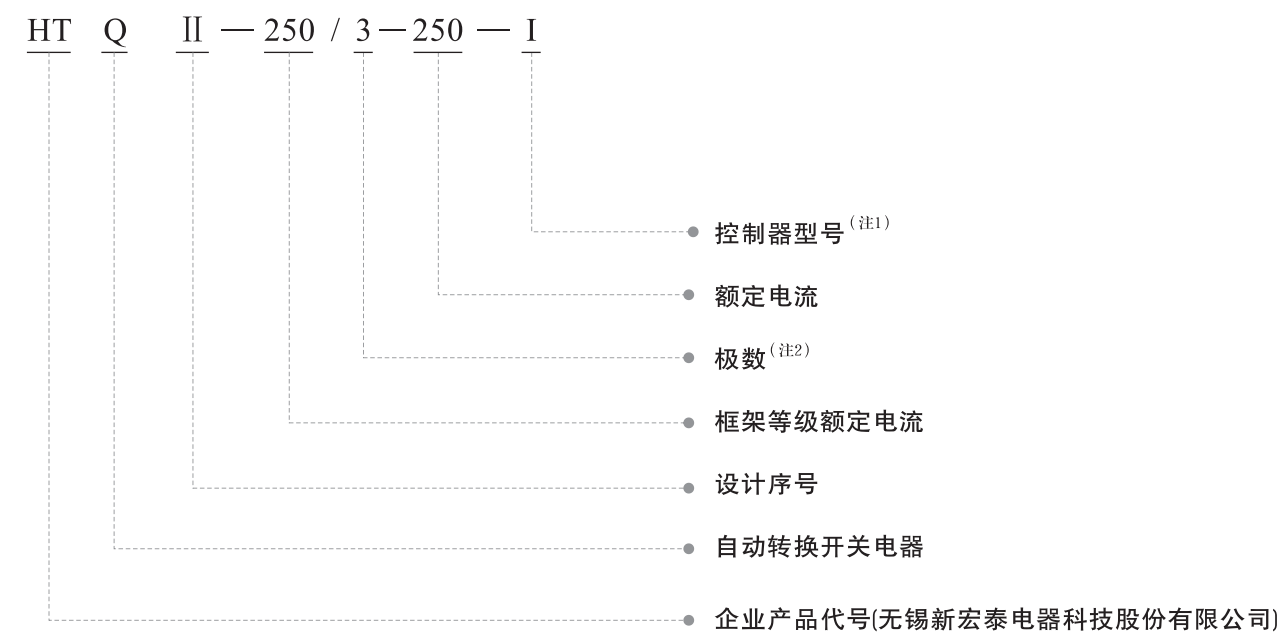 HT Q Ⅱ — 250 / 3 — 250 — I
控制器型号(注1)
额定电流
极数(注2)
框架等级额定电流
设计序号
自动转换开关电器
企业产品代号(无锡新宏泰电器科技股份有限公司)